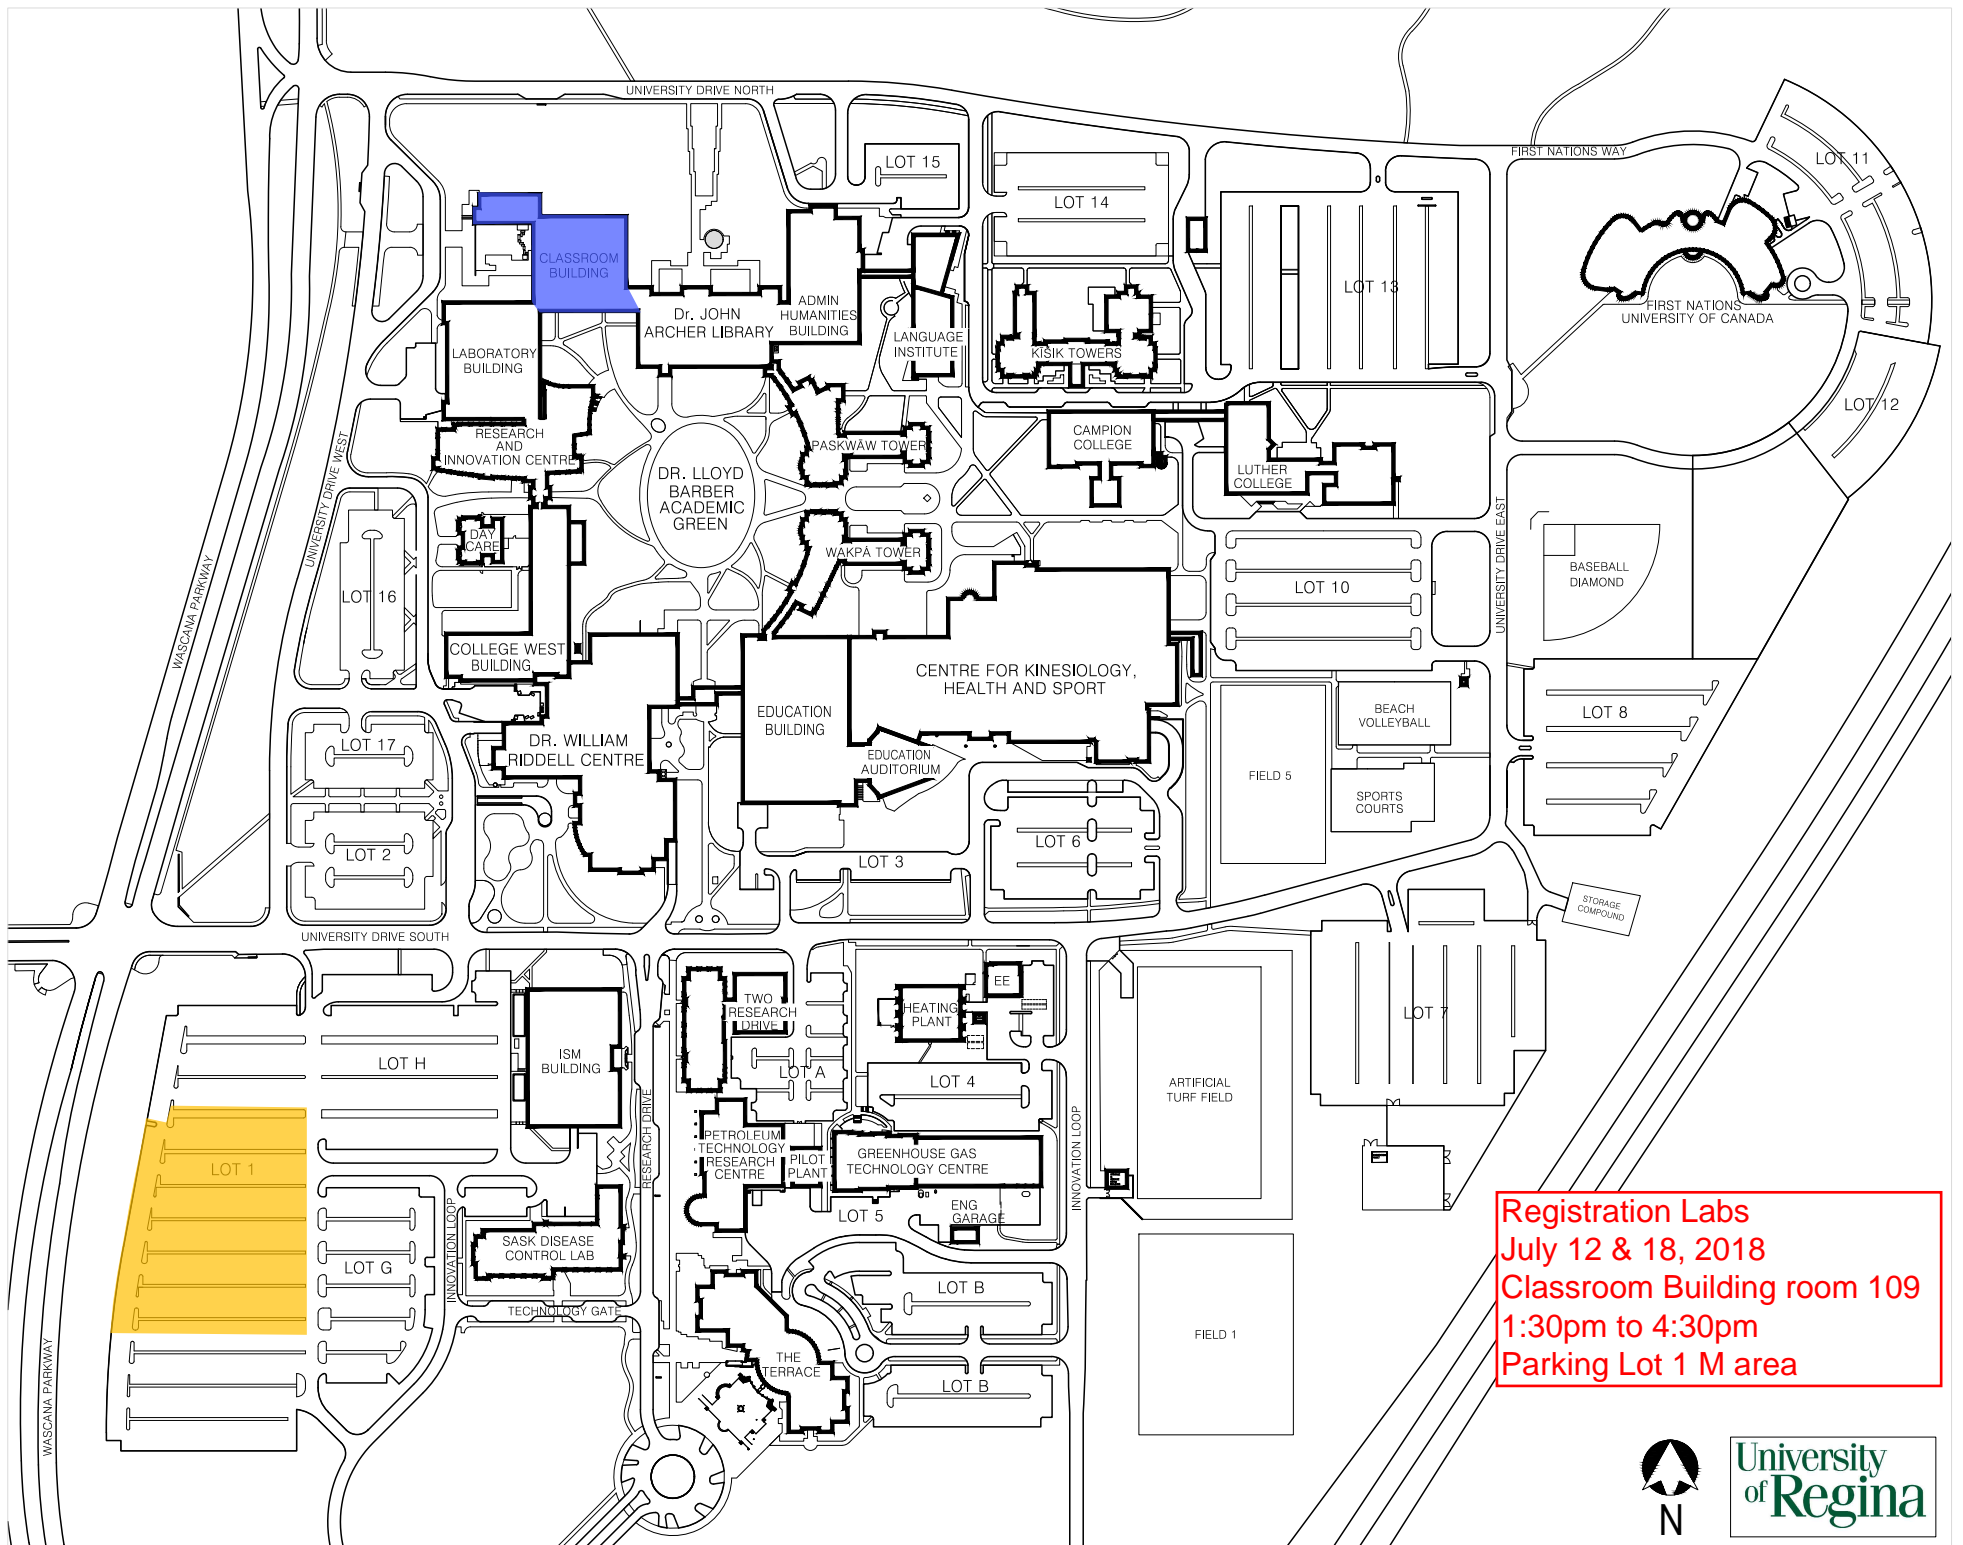 UNIVERSITY DRIVE NORTH
FIRST NATIONS WAY
LOT 11
LOT 15
LOT 14
CLASSROOM
BUILDING
LOT 13
FIRST NATIONS
UNIVERSITY OF CANADA
ADMIN
HUMANITIES
BUILDING
Dr. JOHN
ARCHER LIBRARY
LANGUAGE
INSTITUTE
KĪSIK TOWERS
LABORATORY
BUILDING
LOT 12
RESEARCH
AND
INNOVATION CENTRE
PASKWĀW TOWER
CAMPION
COLLEGE
LUTHER
COLLEGE
DR. LLOYD
BARBER
ACADEMIC
GREEN
UNIVERSITY DRIVE WEST
UNIVERSITY DRIVE EAST
DAY
CARE
WAKPĀ TOWER
BASEBALL
DIAMOND
LOT 10
LOT 16
WASCANA PARKWAY
COLLEGE WEST
BUILDING
CENTRE FOR KINESIOLOGY,
HEALTH AND SPORT
EDUCATION
BUILDING
BEACH
VOLLEYBALL
LOT 8
LOT 17
DR. WILLIAM
RIDDELL CENTRE
EDUCATION
AUDITORIUM
FIELD 5
SPORTS
COURTS
LOT 2
LOT 3
LOT 6
STORAGE
COMPOUND
UNIVERSITY DRIVE SOUTH
TWO
RESEARCH
DRIVE
EE
HEATING
PLANT
LOT 7
LOT H
ISM
BUILDING
LOT A
LOT 4
ARTIFICIAL
TURF FIELD
RESEARCH DRIVE
INNOVATION LOOP
PETROLEUM
TECHNOLOGY
RESEARCH
CENTRE
PILOT
PLANT
GREENHOUSE GAS
TECHNOLOGY CENTRE
LOT 1
LOT 5
ENG
GARAGE
INNOVATION LOOP
SASK DISEASE
CONTROL LAB
LOT G
LOT B
TECHNOLOGY GATE
FIELD 1
THE
TERRACE
LOT B
WASCANA PARKWAY
Registration Labs
July 12 & 18, 2018
Classroom Building room 109
1:30pm to 4:30pm
Parking Lot 1 M area
N
University
of Regina